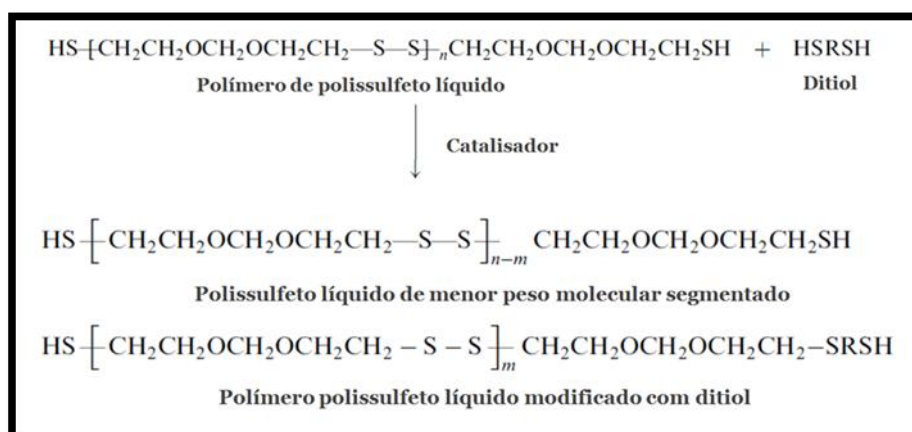 HS-[CH₂CH₂OCH₂OCH₂CH₂—S—S]-ₙCH₂CH₂OCH₂OCH₂CH₂SH + HSRSH
Polímero de polissulfeto líquido Ditiol
Catalisador
HS-[CH₂CH₂OCH₂OCH₂CH₂—S—S]ₙ₋ₘ CH₂CH₂OCH₂OCH₂CH₂SH
Polissulfeto líquido de menor peso molecular segmentado
HS-[CH₂CH₂OCH₂OCH₂CH₂–S–S]ₘ CH₂CH₂OCH₂OCH₂CH₂–SRSH
Polímero polissulfeto líquido modificado com ditiol